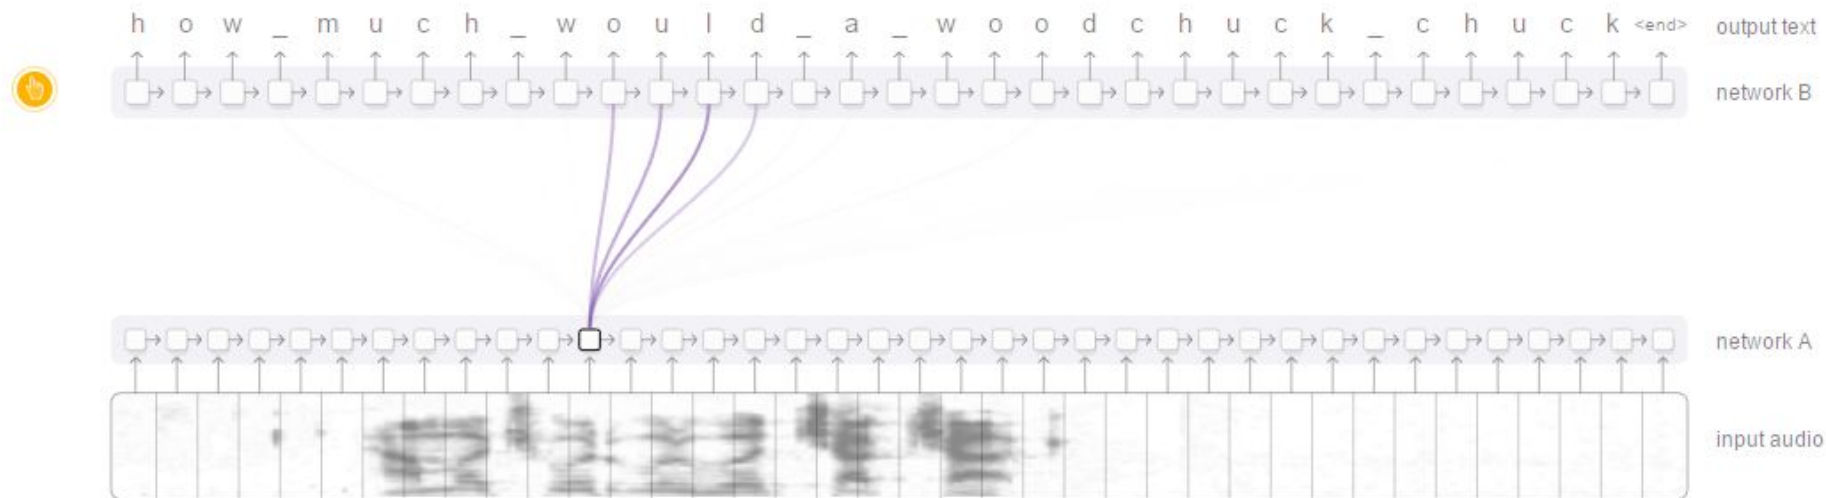 h o w _ m u c h _ w o u l d _ a _ w o o d c h u c k _ c h u c k <end> output text
network B
network A
input audio